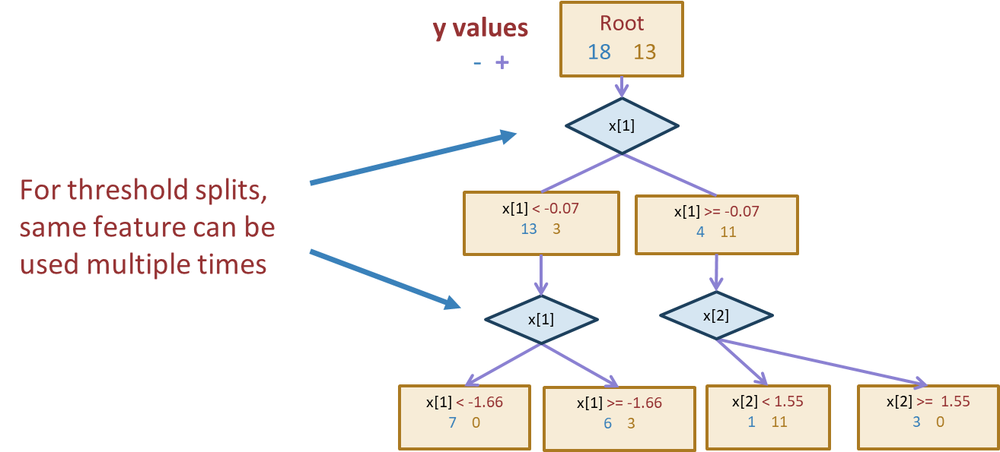 y values
- +
Root
18 13
x[1]
For threshold splits,
same feature can be
used multiple times
x[1] < -0.07
13 3
x[1] >= -0.07
4 11
x[1]
x[2]
x[1] < -1.66
7 0
x[1] >= -1.66
6 3
x[2] < 1.55
1 11
x[2] >= 1.55
3 0